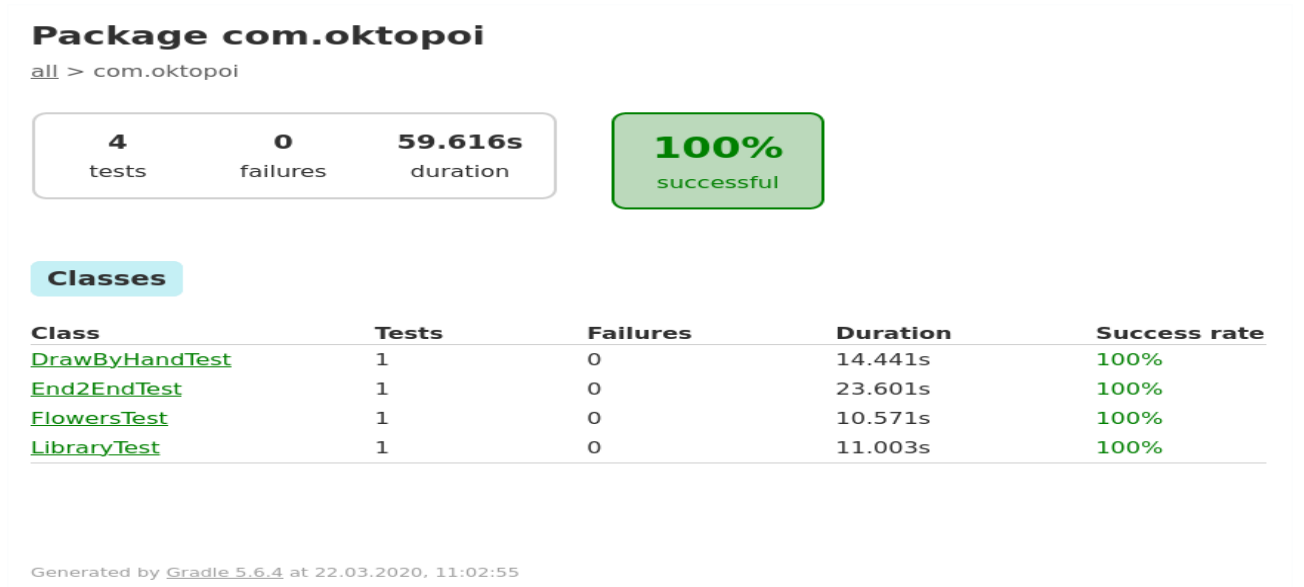 Package com.oktopoi
all > com.oktopoi
4 0 59.616s 100%
tests failures duration successful
Classes
Class Tests Failures Duration Success rate
DrawByHandTest 1 0 14.441s 100%
End2EndTest 1 0 23.601s 100%
FlowersTest 1 0 10.571s 100%
LibraryTest 1 0 11.003s 100%
Generated by Gradle 5.6.4 at 22.03.2020, 11:02:55